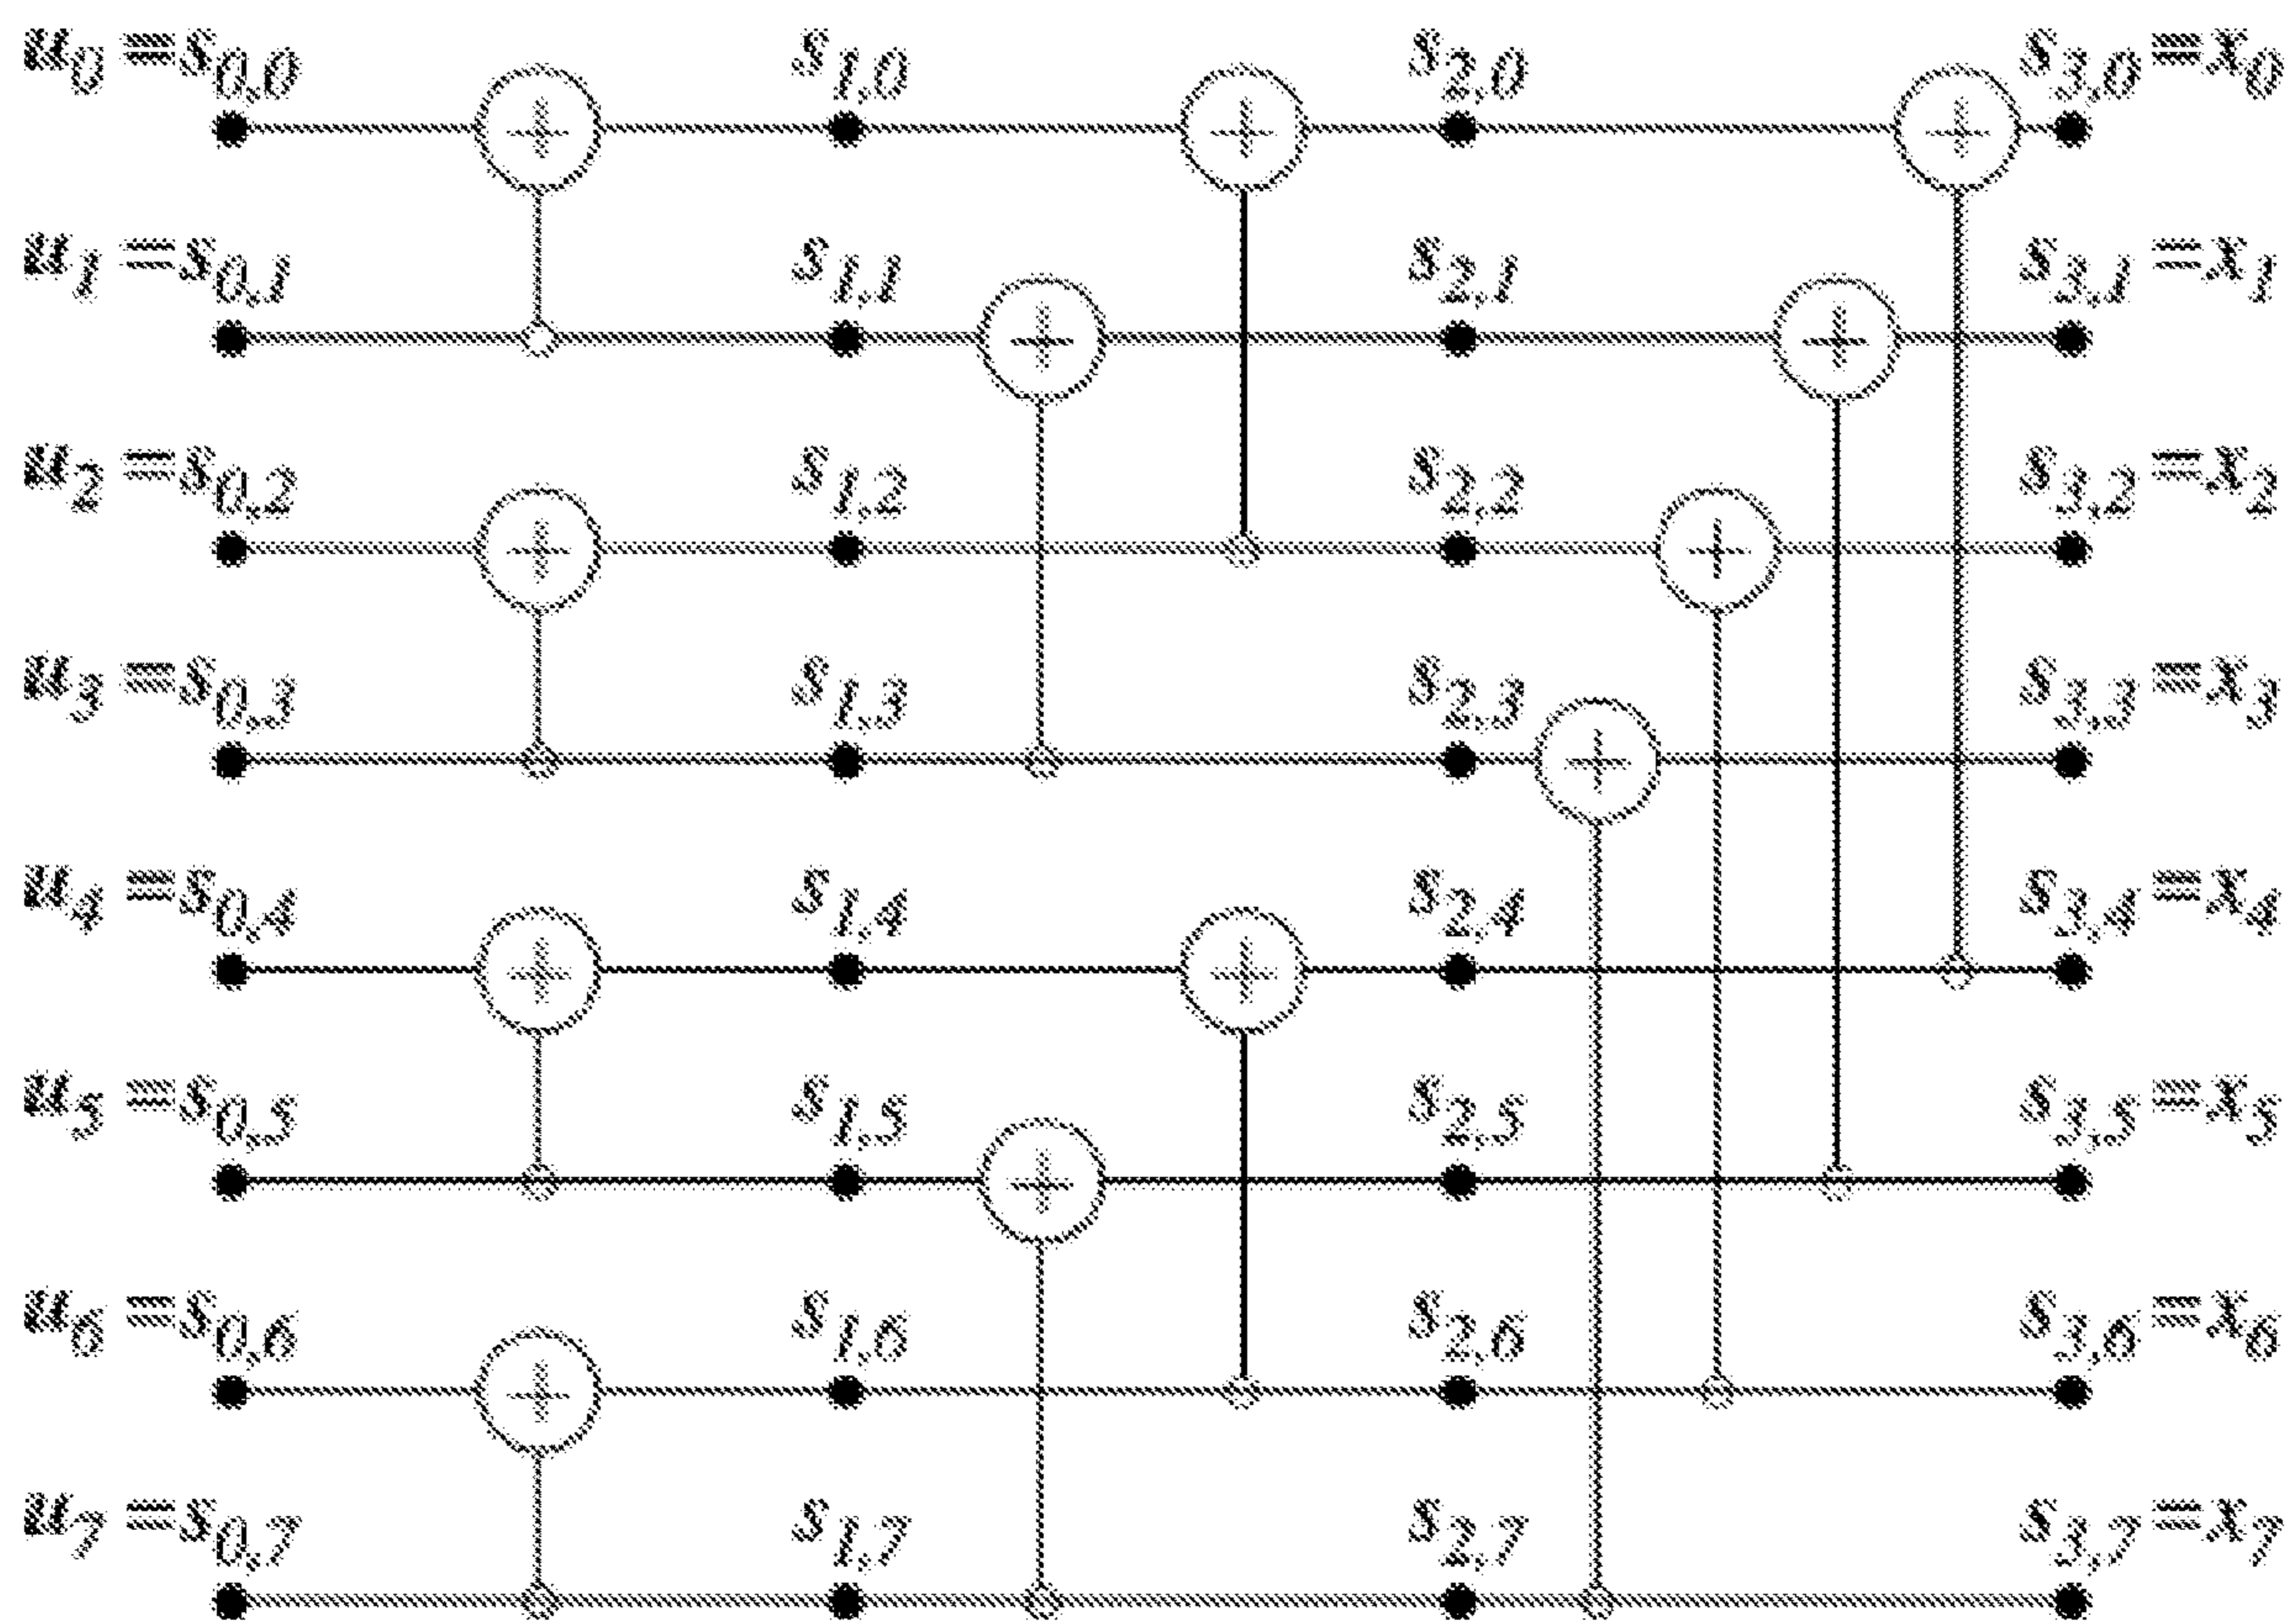 u0 = s0,0 s1,0 s2,0 s3,0 = x0
u1 = s0,1 s1,1 s2,1 s3,1 = x1
u2 = s0,2 s1,2 s2,2 s3,2 = x2
u3 = s0,3 s1,3 s2,3 s3,3 = x3
u4 = s0,4 s1,4 s2,4 s3,4 = x4
u5 = s0,5 s1,5 s2,5 s3,5 = x5
u6 = s0,6 s1,6 s2,6 s3,6 = x6
u7 = s0,7 s1,7 s2,7 s3,7 = x7